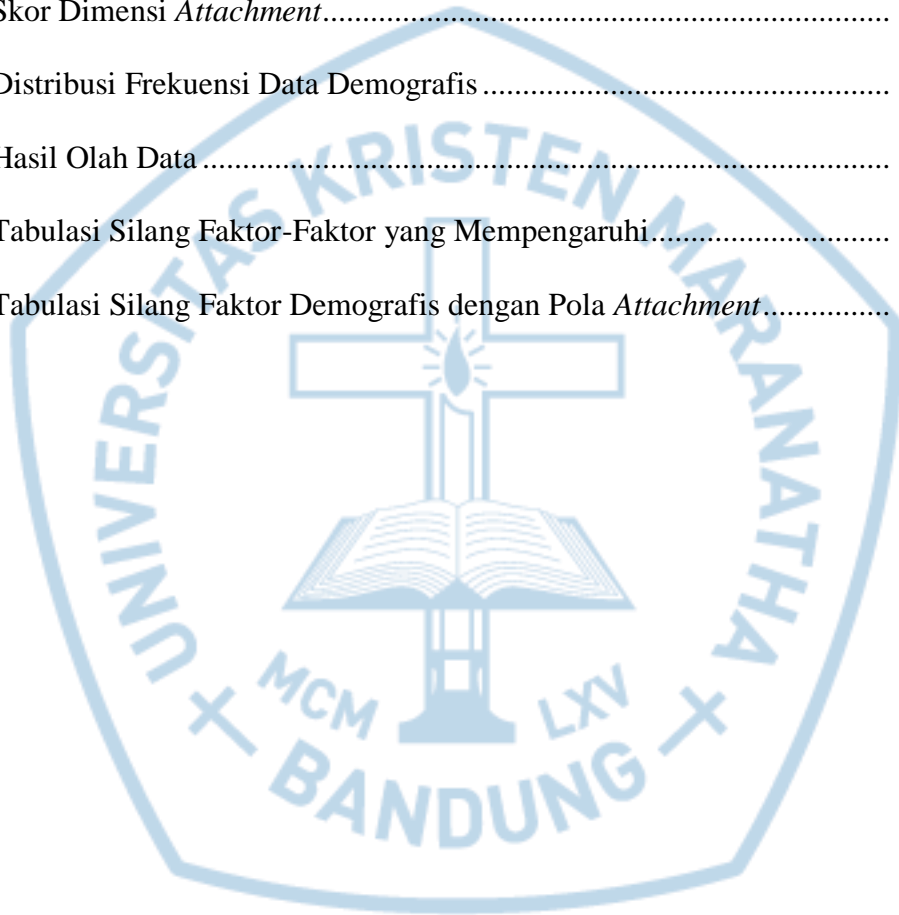 Skor Dimensi Attachment....................................................................
Distribusi Frekuensi Data Demografis.................................................
Hasil Olah Data...................................................................................
Tabulasi Silang Faktor-Faktor yang Mempengaruhi............................
Tabulasi Silang Faktor Demografis dengan Pola Attachment...............
UNIVERSITAS KRISTEN MARANATHA
MCM LXV
BANDUNG